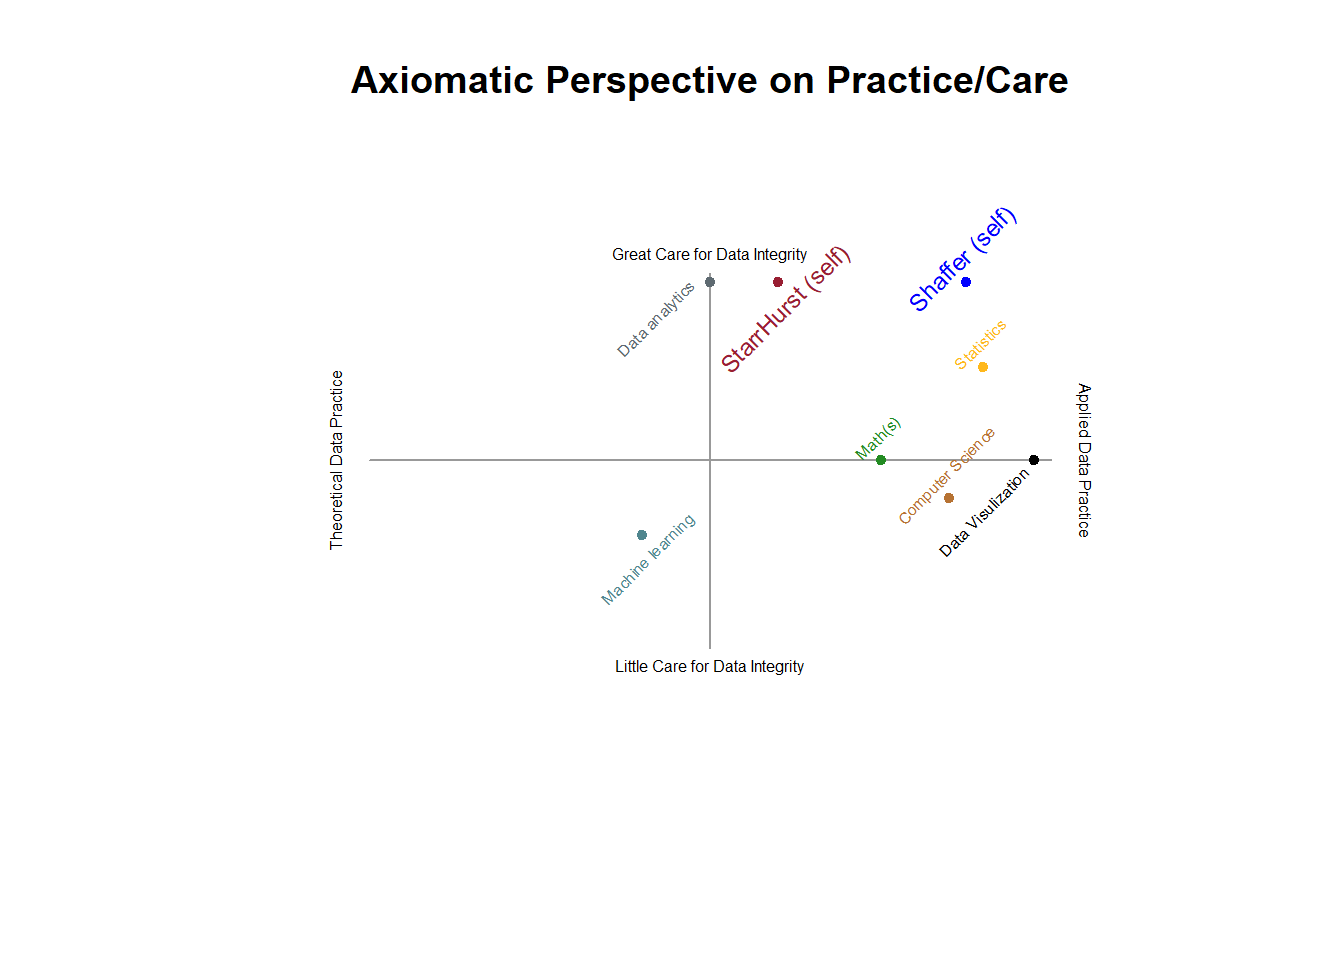 Axiomatic Perspective on Practice/Care
Great Care for Data Integrity
Shaffer (self)
StarrHurst (self)
Data analytics
Statistics
Theoretical Data Practice
Applied Data Practice
Math(s)
Computer Science
Data Visulization
Machine learning
Little Care for Data Integrity